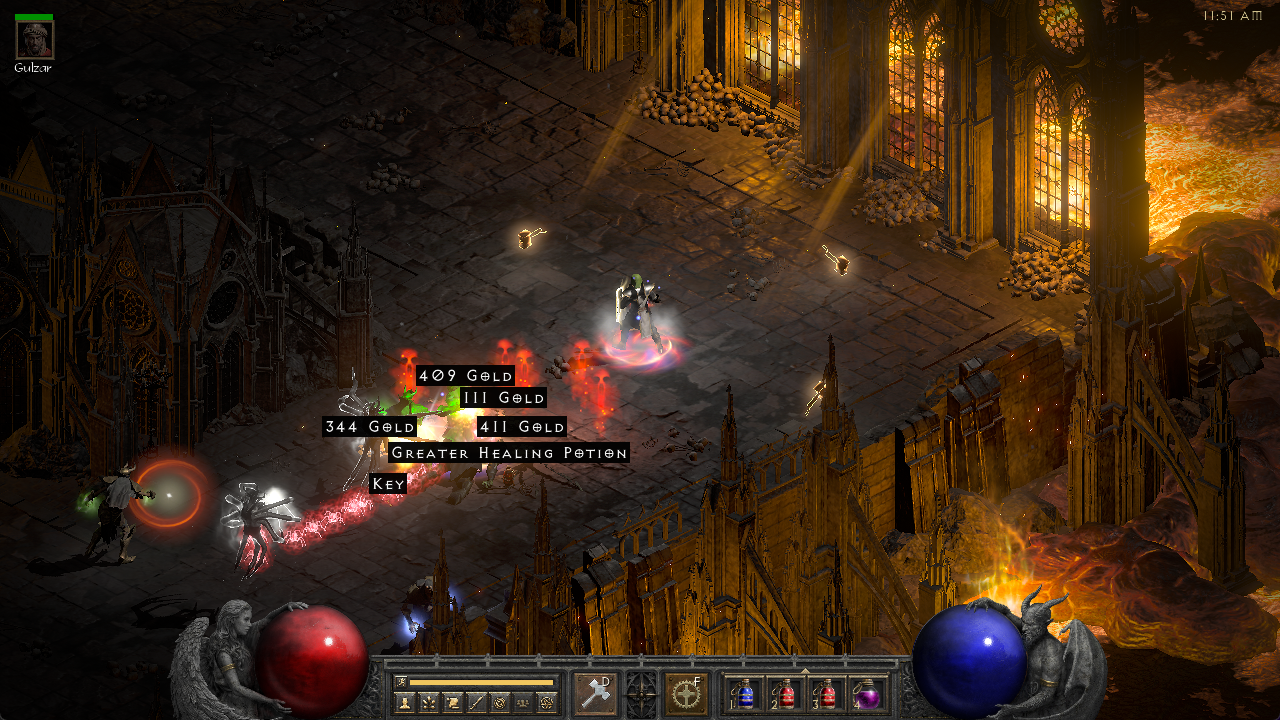 11:51 AM
Gulzar
409 Gold
111 Gold
344 Gold
411 Gold
Greater Healing Potion
Key
D
F
1
2
3
4